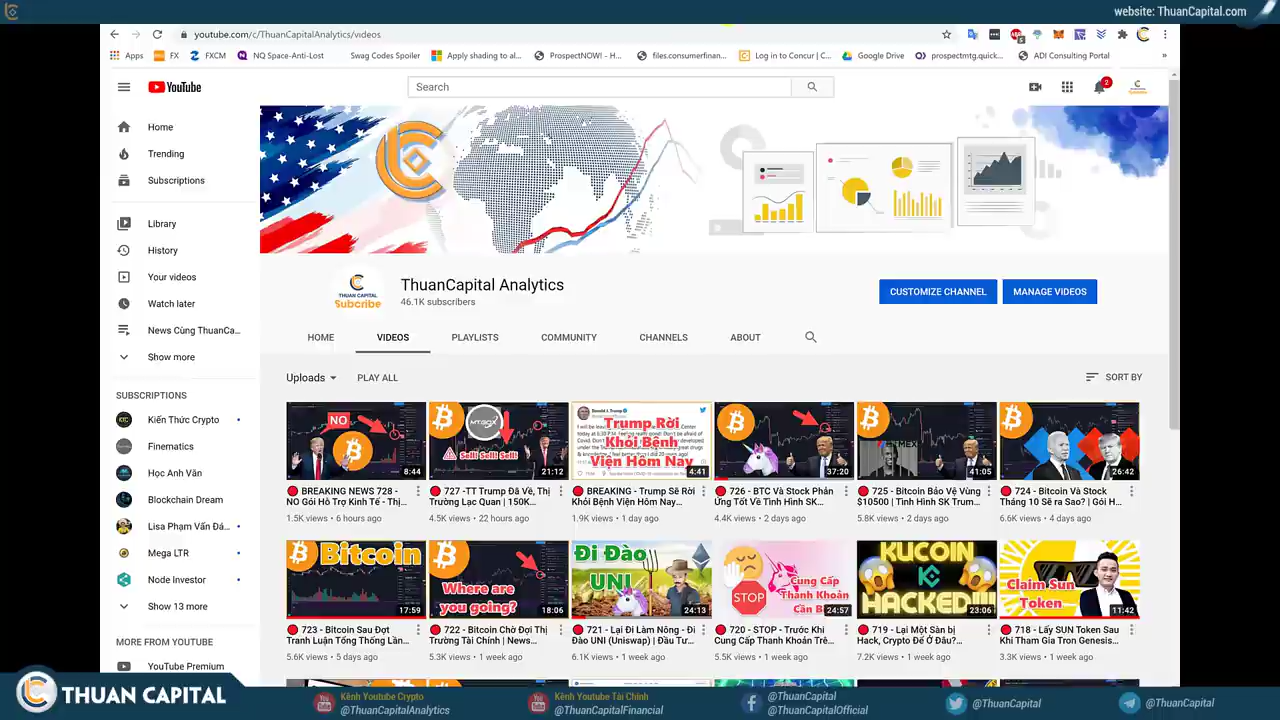 website: ThuanCapital.com
youtube.com/c/ThuanCapitalAnalytics/videos
Apps
FX
FXCM
NQ Space-Anti-Lost
Swag Codes Spoiler
Apply shading to al...
ProspectNOW! - H...
files.consumerfinan...
Log in to Concur | C...
Google Drive
prospectmtg.quick...
ADI Consulting Portal
YouTube
Search
2
Home
Trending
Subscriptions
Library
History
Your videos
Watch later
News Cùng ThuanCa...
Show more
SUBSCRIPTIONS
Kiến Thức Crypto
Finematics
Học Anh Văn
Blockchain Dream
Lisa Phạm Vấn Đá...
Mega LTR
Node Investor
Show 13 more
MORE FROM YOUTUBE
YouTube Premium
THUAN CAPITAL
Subcribe
ThuanCapital Analytics
46.1K subscribers
CUSTOMIZE CHANNEL
MANAGE VIDEOS
HOME
VIDEOS
PLAYLISTS
COMMUNITY
CHANNELS
ABOUT
Uploads
PLAY ALL
SORT BY
NO
8:44
BREAKING NEWS 728 -
NO Gói Hỗ Trợ Kinh Tế - Thị...
1.5K views • 6 hours ago
Sell! Sell! Sell!
21:12
727 -TT Trump Đã Về, Thị
Trường Lạc Quan | 150K...
4.5K views • 22 hours ago
Donald J. Trump
Trump Rời
Khỏi Bệnh
Viện Hôm Nay
4:41
BREAKING - Trump Sẽ Rời
Khỏi Bệnh Viện Hôm Nay...
1.9K views • 1 day ago
37:20
726 - BTC Và Stock Phản
Ứng Tốt Về Tình Hình SK...
4.4K views • 2 days ago
41:05
725 - Bitcoin Bảo Vệ Vùng
$10500 | Tình Hình SK Trum...
5.8K views • 2 days ago
26:42
724 - Bitcoin Và Stock
Tháng 10 Sẽ ra Sao? | Gói H...
6.6K views • 4 days ago
Bitcoin
17:59
723 - Bitcoin Sau Đợt
Tranh Luận Tổng Thống Lần...
5.6K views • 5 days ago
Where are
you going?
18:06
722 - Bitcoin Chờ Đợi Thị
Trường Tài Chính | News...
5.3K views • 1 week ago
Đi Đào
UNI
24:13
721 - Lại Đi Làm Nông - Đi
Đào UNI (Uniswap) | Đầu Tư...
6.1K views • 1 week ago
STOP
Cung Cấp
Thanh Khoản
24:57
720 - STOP - Trước Khi
Cung Cấp Thanh Khoản Trê...
5.5K views • 1 week ago
KUCOIN
HACKED!!!
23:06
719 - Lại Một Sàn bị
Hack, Crypto Để Ở Đâu?...
7.2K views • 1 week ago
Claim Sun
Token
11:42
718 - Lấy SUN Token Sau
Khi Tham Gia Tron Genesis...
3.3K views • 1 week ago
THUAN CAPITAL
Kênh Youtube Crypto
@ThuanCapitalAnalytics
Kênh Youtube Tài Chính
@ThuanCapitalFinancial
@ThuanCapital
@ThuanCapitalOfficial
@ThuanCapital
@ThuanCapital